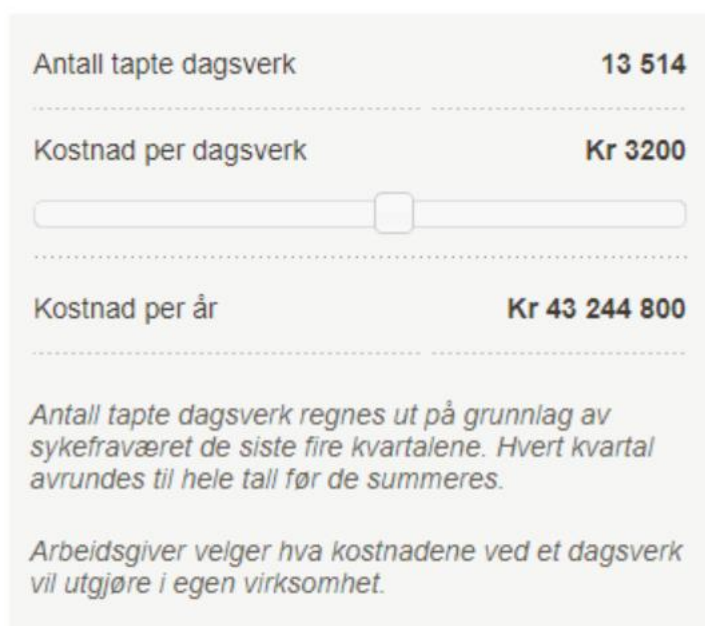 Antall tapte dagsverk 13 514
Kostnad per dagsverk Kr 3200
Kostnad per år Kr 43 244 800
Antall tapte dagsverk regnes ut på grunnlag av
sykefraværet de siste fire kvartalene. Hvert kvartal
avrundes til hele tall før de summeres.
Arbeidsgiver velger hva kostnadene ved et dagsverk
vil utgjøre i egen virksomhet.